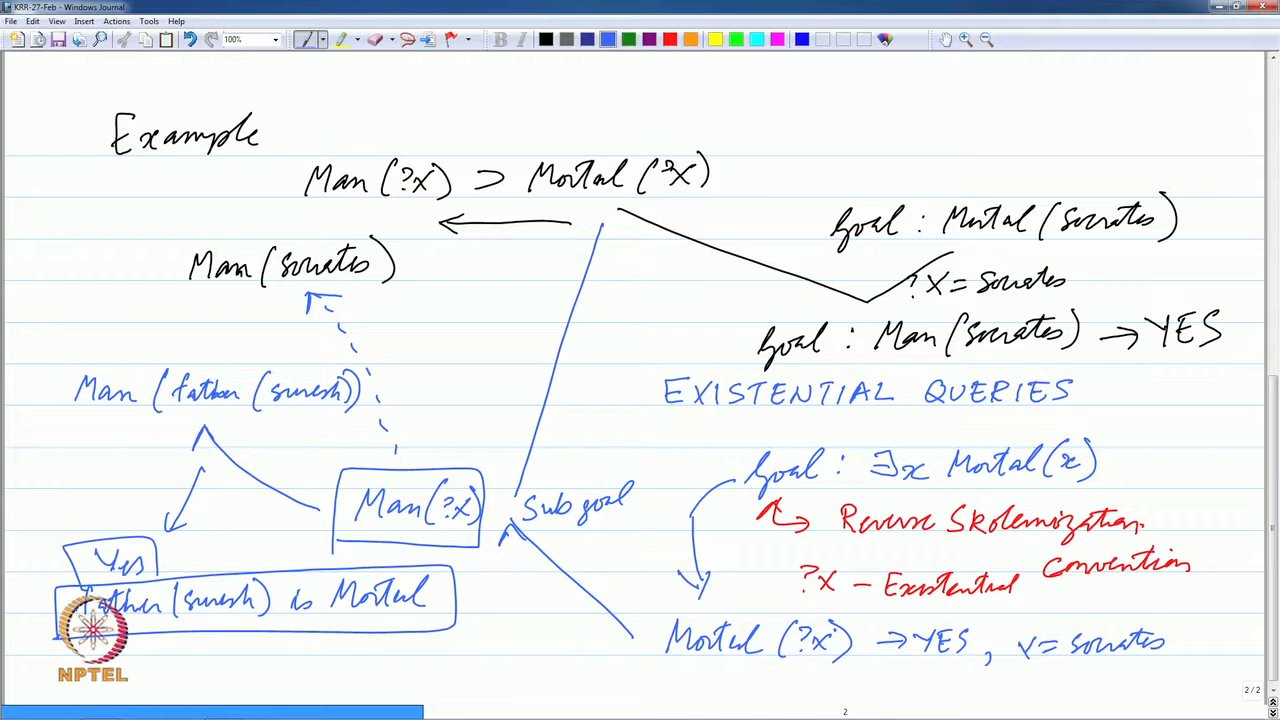 KRR-27-Feb - Windows Journal
File Edit View Insert Actions Tools Help
100%
Example
Man (?X) ⊃ Mortal (?X)
Goal : Mortal (Socrates)
Man (Socrates)
?X = Socrates
Goal : Man (Socrates) → YES
Man (father (suresh))
EXISTENTIAL QUERIES
Goal : ∃x Mortal (x)
Man (?X) Subgoal
Reverse Skolemization
convention
?X - Existential
Yes
Father (suresh) is Mortal
Mortal (?X) → YES, X = Socrates
NPTEL
2 / 2
2